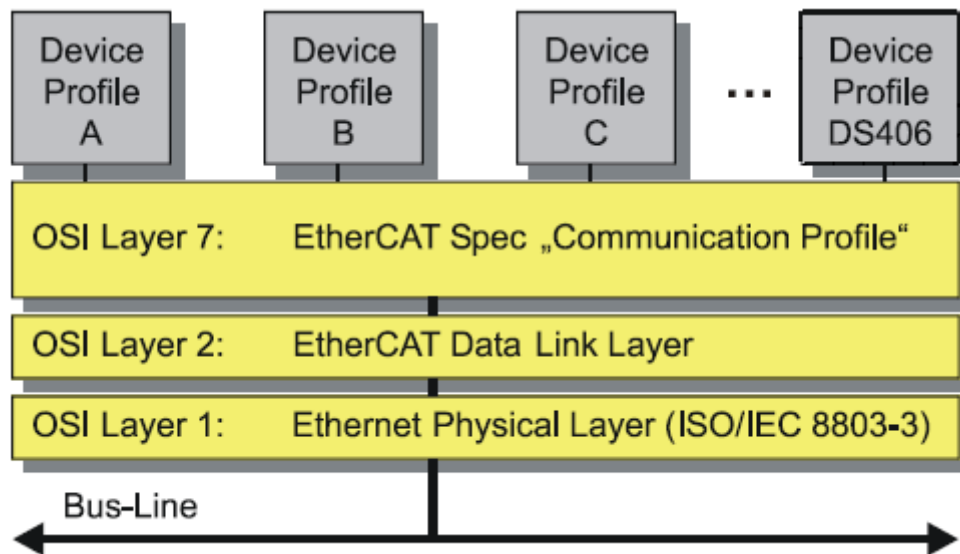 Device
Profile
A
Device
Profile
B
Device
Profile
C
...
Device
Profile
DS406
OSI Layer 7: EtherCAT Spec „Communication Profile“
OSI Layer 2: EtherCAT Data Link Layer
OSI Layer 1: Ethernet Physical Layer (ISO/IEC 8803-3)
Bus-Line